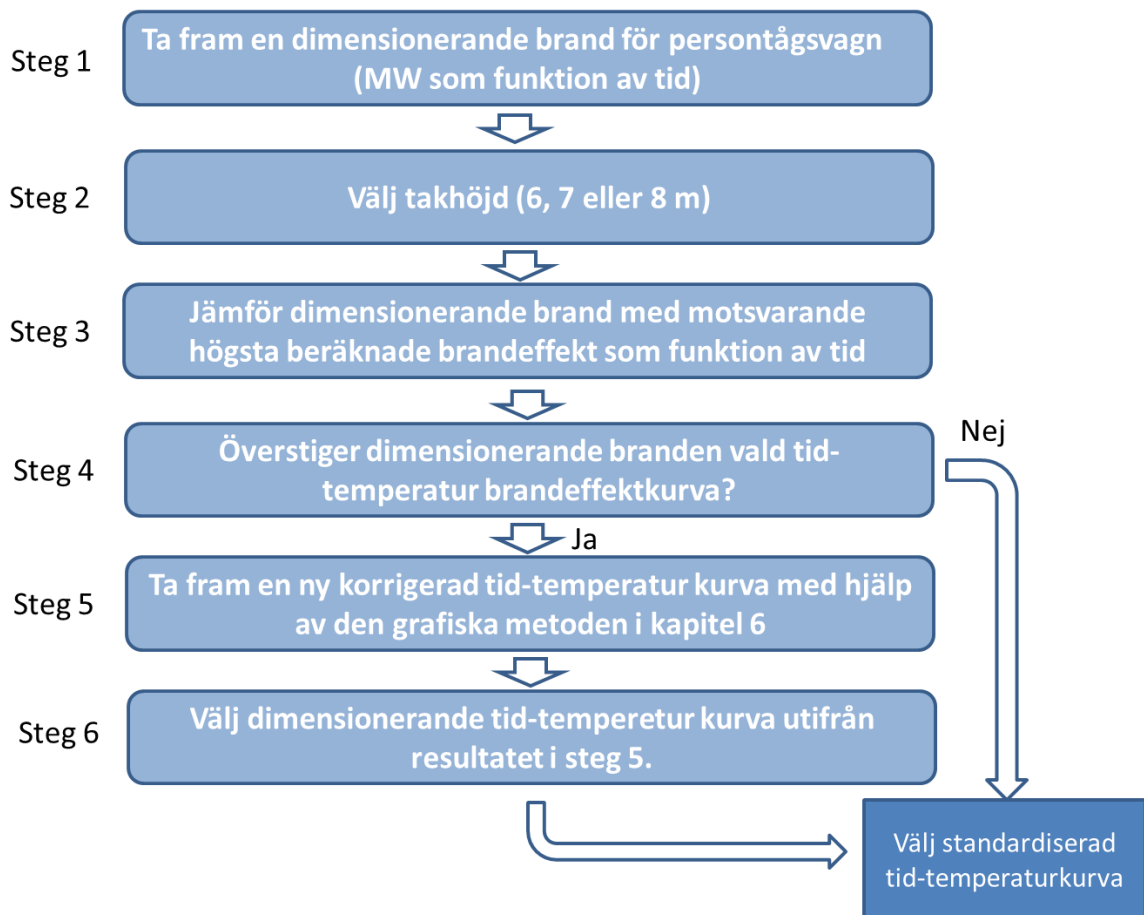 Steg 1
Ta fram en dimensionerande brand för persontågsvagn
(MW som funktion av tid)
Steg 2
Välj takhöjd (6, 7 eller 8 m)
Steg 3
Jämför dimensionerande brand med motsvarande
högsta beräknade brandeffekt som funktion av tid
Steg 4
Överstiger dimensionerande branden vald tid-
temperatur brandeffektkurva?
Nej
Ja
Steg 5
Ta fram en ny korrigerad tid-temperatur kurva med hjälp
av den grafiska metoden i kapitel 6
Steg 6
Välj dimensionerande tid-temperetur kurva utifrån
resultatet i steg 5.
Välj standardiserad
tid-temperaturkurva